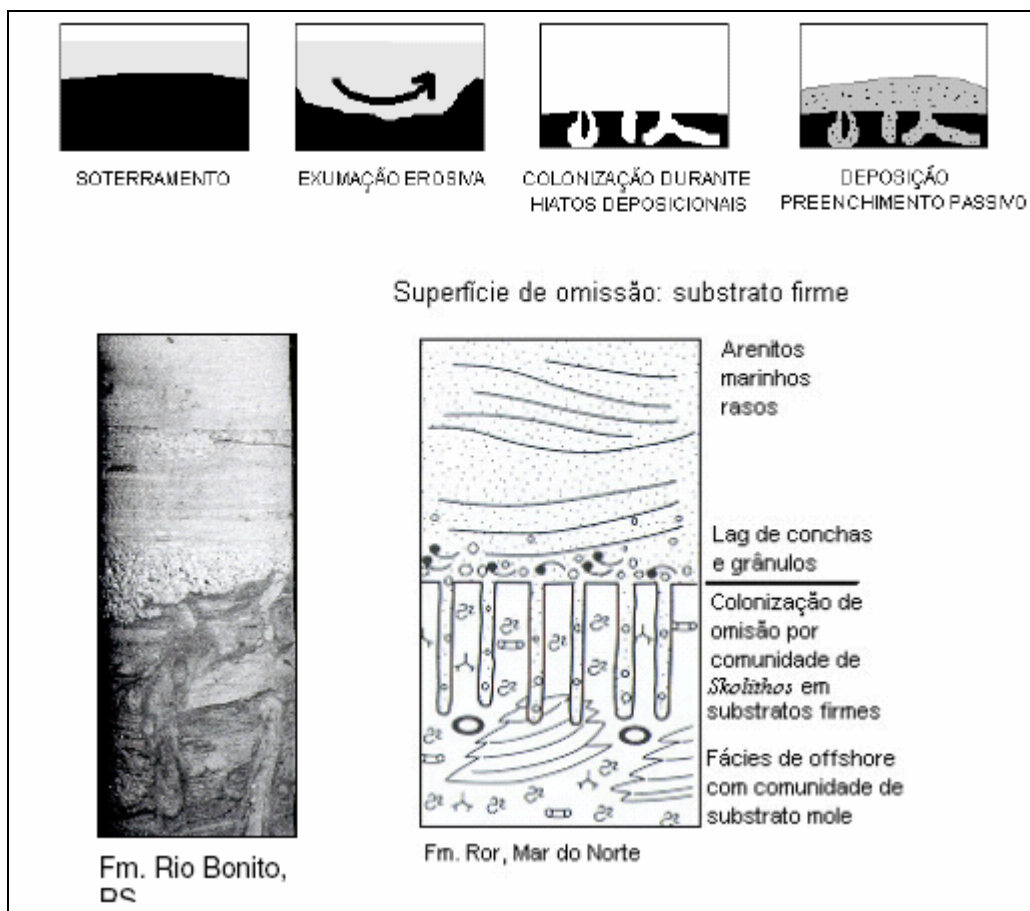 SOTERRAMENTO
EXUMAÇÃO EROSIVA
COLONIZAÇÃO DURANTE
HIATOS DEPOSICIONAIS
DEPOSIÇÃO
PREENCHIMENTO PASSIVO
Superfície de omissão: substrato firme
Arenitos
marinhos
rasos
Lag de conchas
e grânulos
Colonização de
omisão por
comunidade de
Skolithos em
substratos firmes
Fácies de offshore
com comunidade de
substrato mole
Fm. Rio Bonito,
RS
Fm. Ror, Mar do Norte